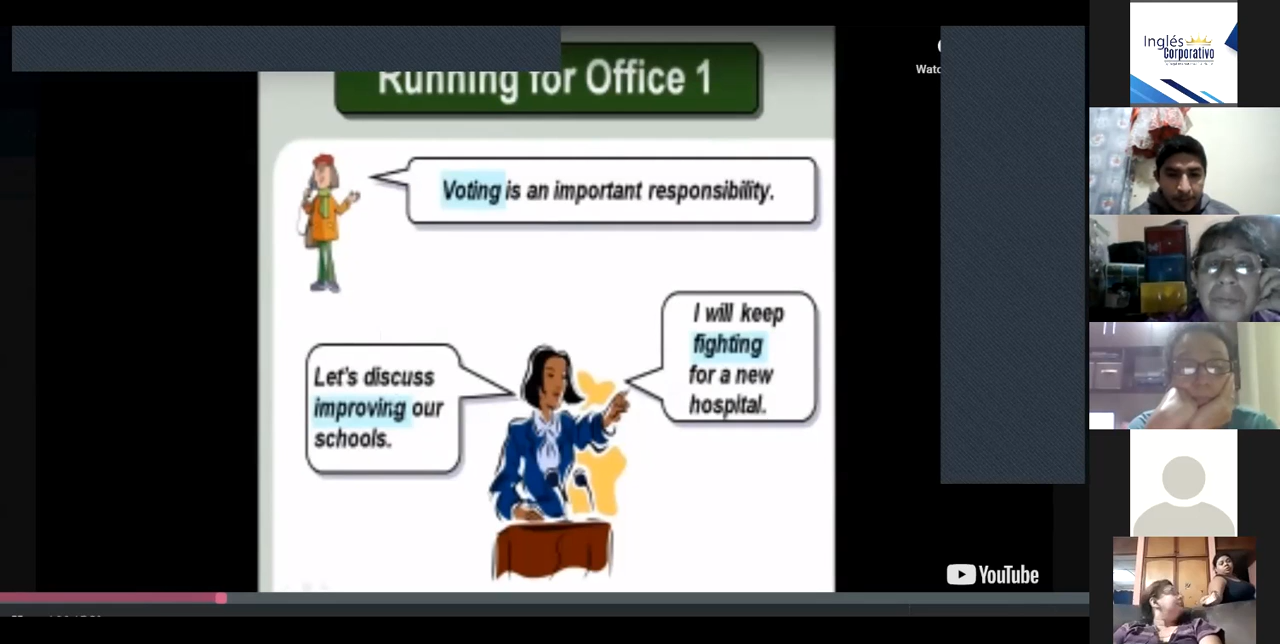 Running for Office 1
Voting is an important responsibility.
I will keep
fighting
for a new
hospital.
Let's discuss
improving our
schools.
Inglés
Corporativo
Watc
YouTube